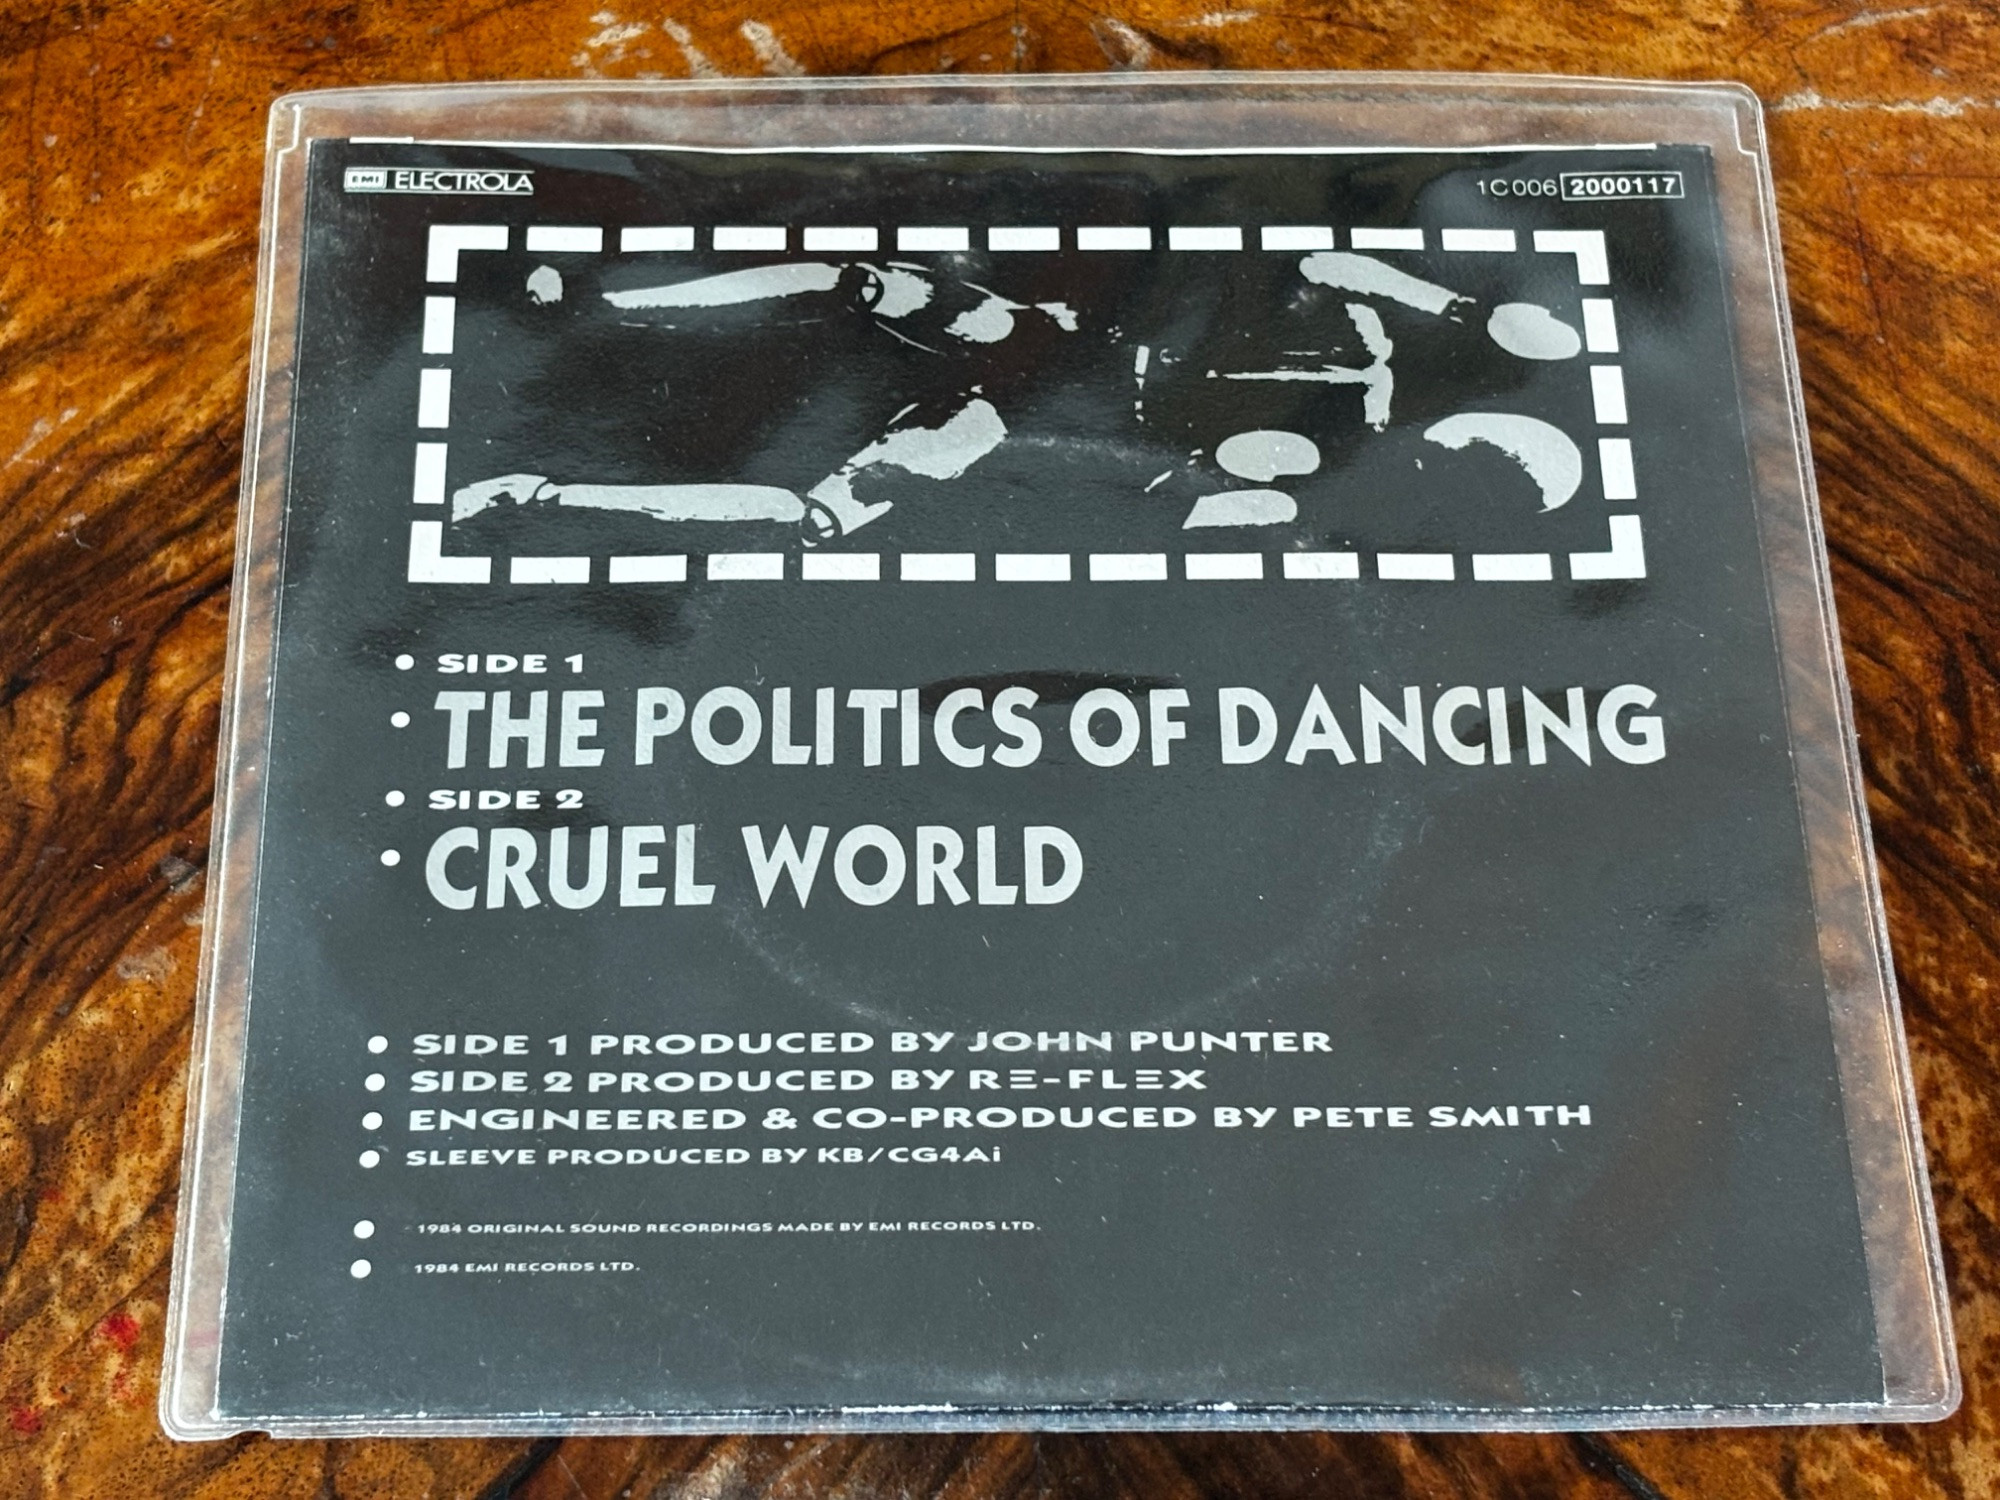 EMI ELECTROLA
1C 006 2000117
SIDE 1
THE POLITICS OF DANCING
SIDE 2
CRUEL WORLD
SIDE 1 PRODUCED BY JOHN PUNTER
SIDE 2 PRODUCED BY RE-FLEX
ENGINEERED & CO-PRODUCED BY PETE SMITH
SLEEVE PRODUCED BY KB/CG4Ai
1984 ORIGINAL SOUND RECORDINGS MADE BY EMI RECORDS LTD.
1984 EMI RECORDS LTD.